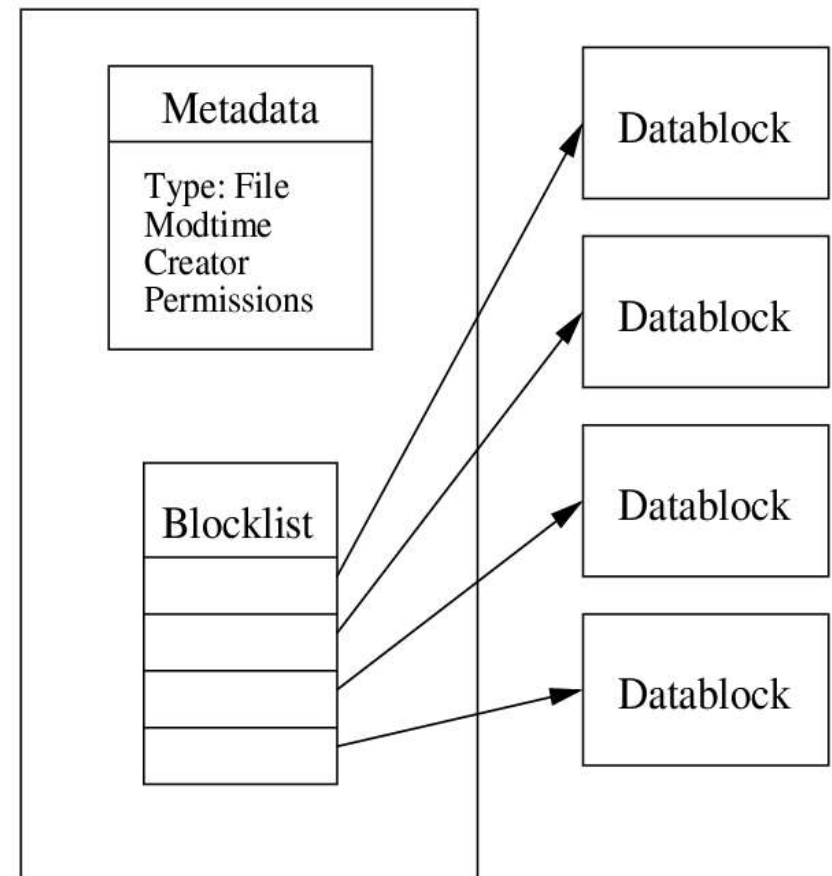 Metadata
Type: File
Modtime
Creator
Permissions
Blocklist
Datablock
Datablock
Datablock
Datablock